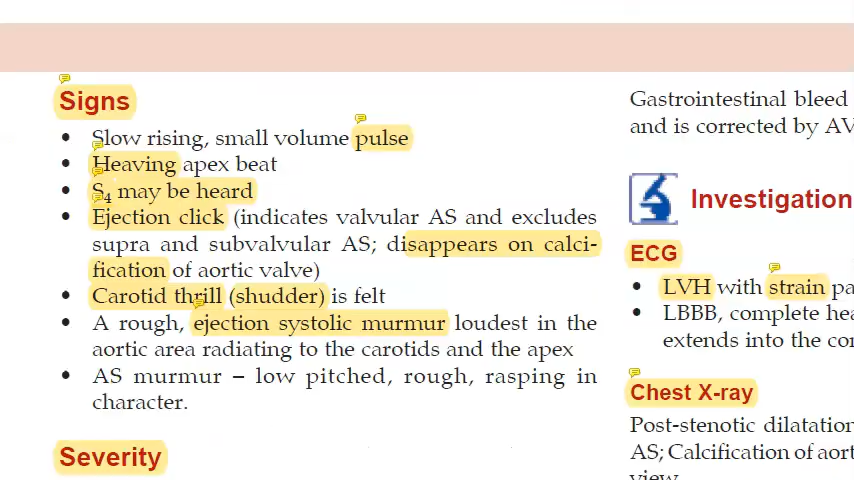 Signs
• Slow rising, small volume pulse
• Heaving apex beat
• S4 may be heard
• Ejection click (indicates valvular AS and excludes
supra and subvalvular AS; disappears on calci-
fication of aortic valve)
• Carotid thrill (shudder) is felt
• A rough, ejection systolic murmur loudest in the
aortic area radiating to the carotids and the apex
• AS murmur – low pitched, rough, rasping in
character.
Severity
Gastrointestinal bleed
and is corrected by AV
Investigation
ECG
• LVH with strain pa
• LBBB, complete hea
extends into the co
Chest X-ray
Post-stenotic dilatation
AS; Calcification of aort
view